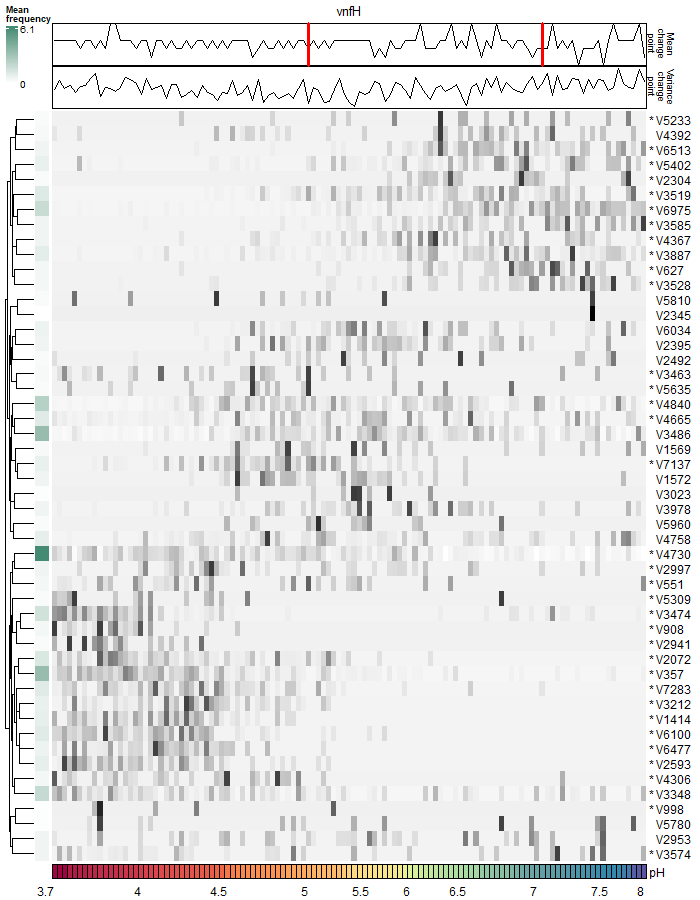 vnfH
Mean
frequency
6.1
0
Mean
change
point
Variance
change
point
* V5233
V4392
* V6513
* V5402
* V2304
* V3519
* V6975
* V3585
* V4367
* V3887
* V627
* V3528
V5810
V2345
V6034
V2395
V2492
* V3463
* V5635
* V4840
* V4665
V3486
V1569
* V7137
V1572
V3023
V3978
V5960
V4758
* V4730
* V2997
* V551
* V5309
* V3474
* V908
* V2941
* V2072
* V357
* V7283
* V3212
* V1414
* V6100
* V6477
* V2593
* V4306
* V3348
* V998
V5780
V2953
* V3574
pH
3.7 4 4.5 5 5.5 6 6.5 7 7.5 8